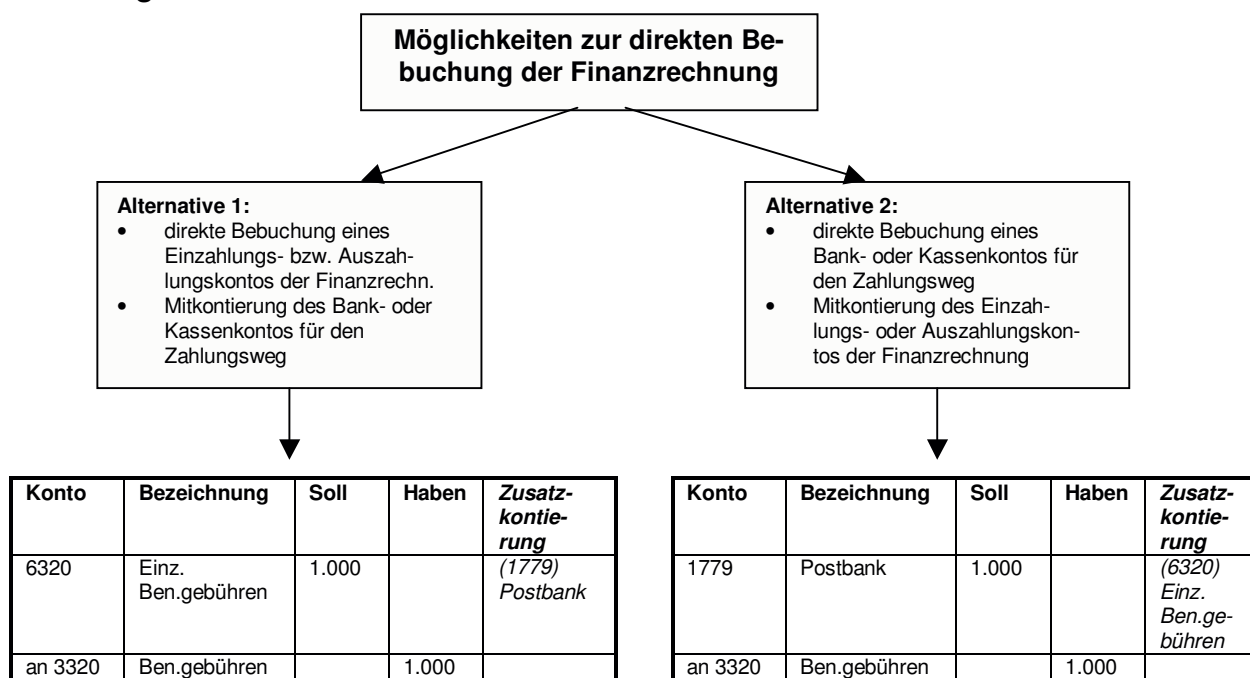 Möglichkeiten zur direkten Be-
buchung der Finanzrechnung
Alternative 1:
• direkte Bebuchung eines
Einzahlungs- bzw. Auszah-
lungskontos der Finanzrechn.
• Mitkontierung des Bank- oder
Kassenkontos für den
Zahlungsweg
Alternative 2:
• direkte Bebuchung eines
Bank- oder Kassenkontos für
den Zahlungsweg
• Mitkontierung des Einzah-
lungs- oder Auszahlungskon-
tos der Finanzrechnung
Konto Bezeichnung Soll Haben Zusatz-
kontie-
rung
6320 Einz. 1.000 (1779)
Ben.gebühren Postbank
an 3320 Ben.gebühren 1.000
Konto Bezeichnung Soll Haben Zusatz-
kontie-
rung
1779 Postbank 1.000 (6320)
Einz.
Ben.ge-
bühren
an 3320 Ben.gebühren 1.000